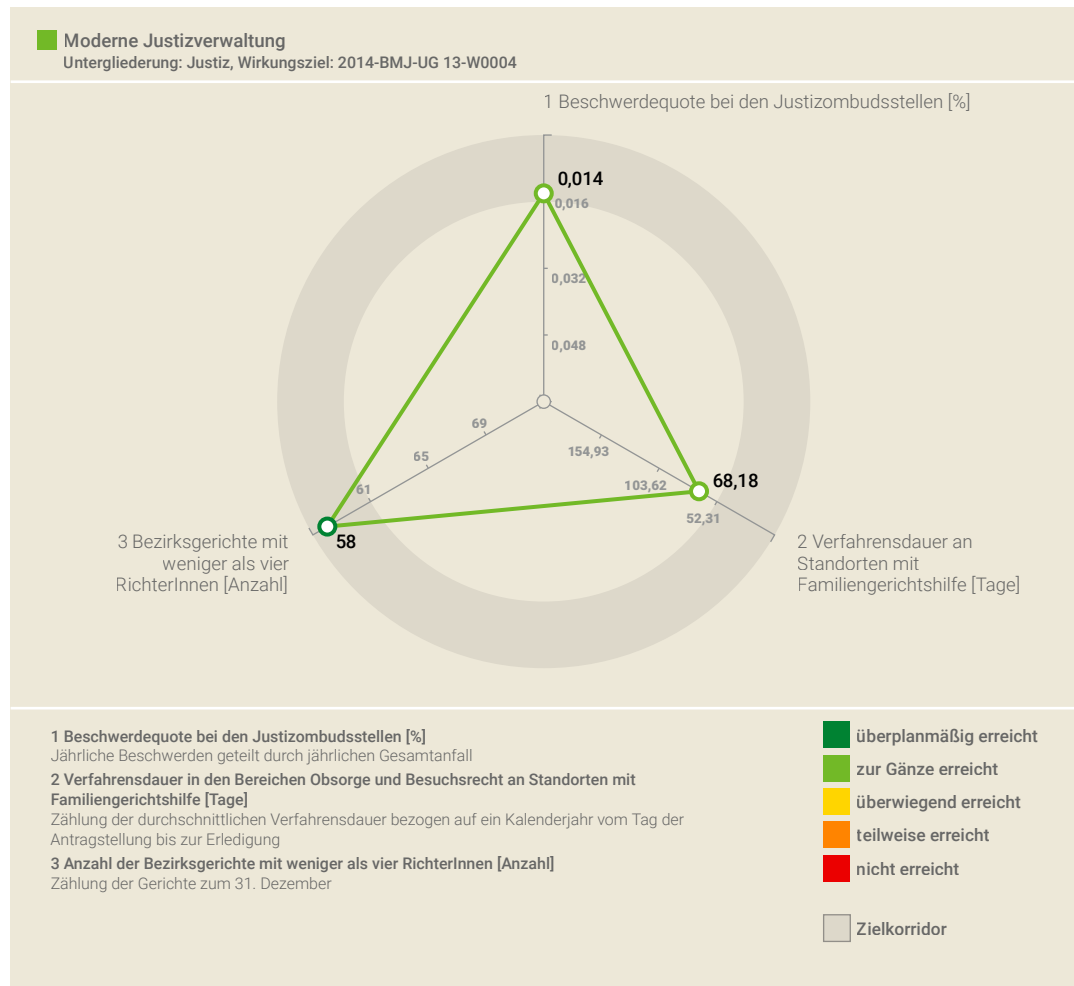 Moderne Justizverwaltung
Untergliederung: Justiz, Wirkungsziel: 2014-BMJ-UG 13-W0004
1 Beschwerdequote bei den Justizombudsstellen [%]
0,014
0,016
0,032
0,048
69
65
61
58
154,93
103,62
68,18
52,31
3 Bezirksgerichte mit
weniger als vier
RichterInnen [Anzahl]
2 Verfahrensdauer an
Standorten mit
Familiengerichtshilfe [Tage]
1 Beschwerdequote bei den Justizombudsstellen [%]
Jährliche Beschwerden geteilt durch jährlichen Gesamtanfall
2 Verfahrensdauer in den Bereichen Obsorge und Besuchsrecht an Standorten mit
Familiengerichtshilfe [Tage]
Zählung der durchschnittlichen Verfahrensdauer bezogen auf ein Kalenderjahr vom Tag der
Antragstellung bis zur Erledigung
3 Anzahl der Bezirksgerichte mit weniger als vier RichterInnen [Anzahl]
Zählung der Gerichte zum 31. Dezember
überplanmäßig erreicht
zur Gänze erreicht
überwiegend erreicht
teilweise erreicht
nicht erreicht
Zielkorridor